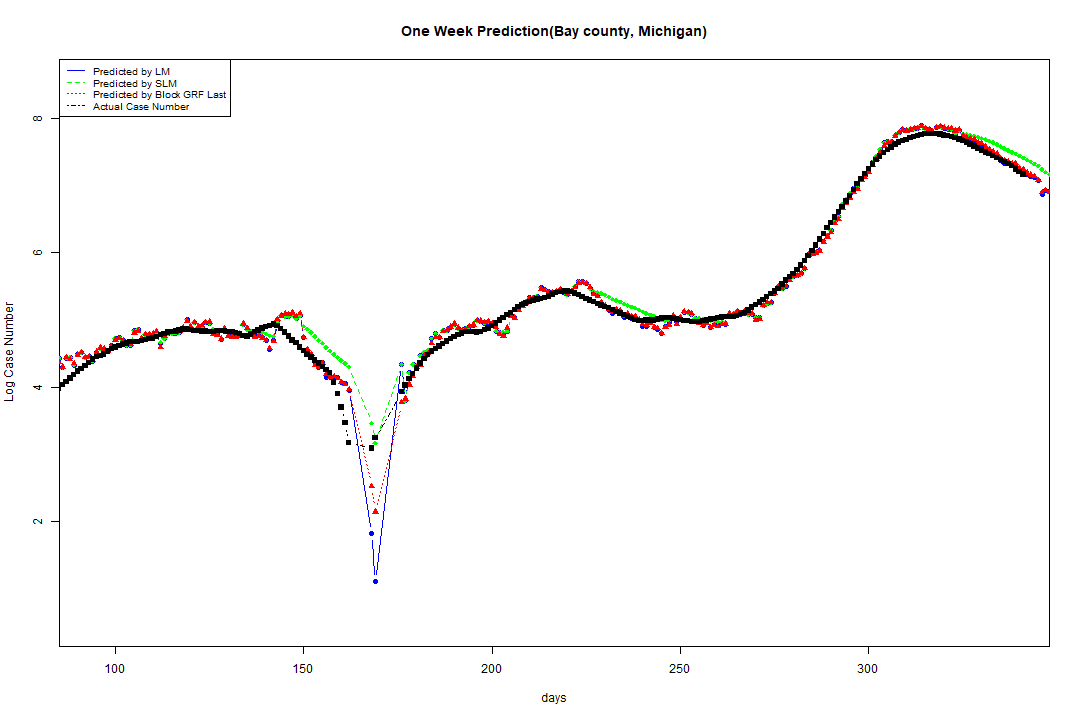 One Week Prediction(Bay county, Michigan)
Predicted by LM
Predicted by SLM
Predicted by Block GRF Last
Actual Case Number
8
6
4
2
Log Case Number
100 150 200 250 300
days